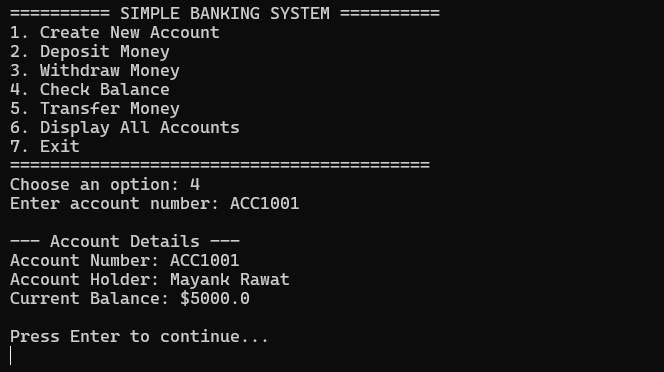 ========== SIMPLE BANKING SYSTEM ==========
1. Create New Account
2. Deposit Money
3. Withdraw Money
4. Check Balance
5. Transfer Money
6. Display All Accounts
7. Exit
==========================================
Choose an option: 4
Enter account number: ACC1001

--- Account Details ---
Account Number: ACC1001
Account Holder: Mayank Rawat
Current Balance: $5000.0

Press Enter to continue...